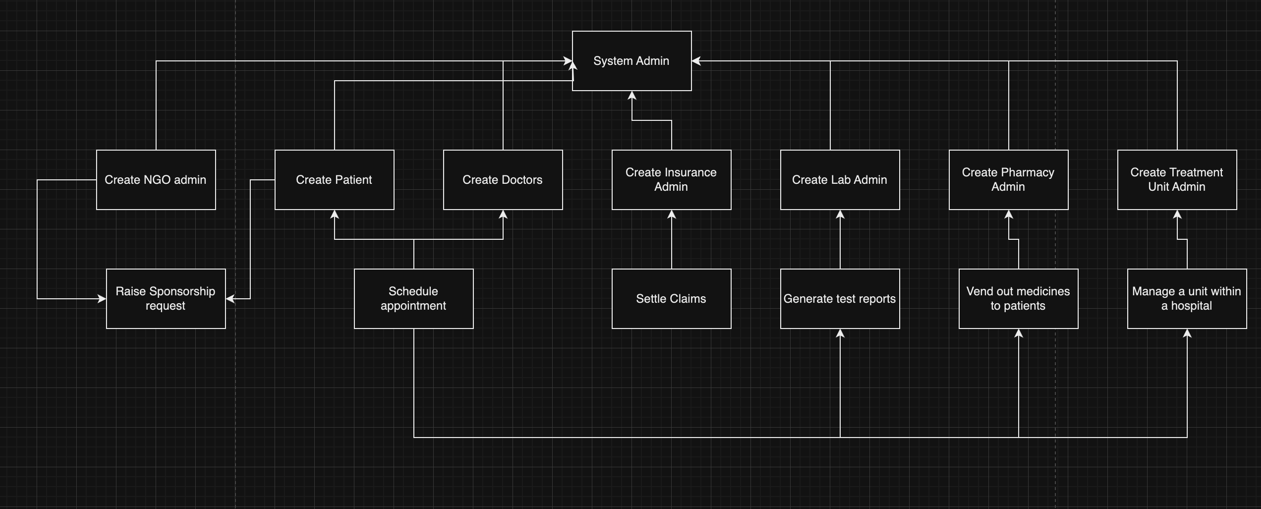 System Admin
Create NGO admin
Create Patient
Create Doctors
Create Insurance
Admin
Create Lab Admin
Create Pharmacy
Admin
Create Treatment
Unit Admin
Raise Sponsorship
request
Schedule
appointment
Settle Claims
Generate test reports
Vend out medicines
to patients
Manage a unit within
a hospital